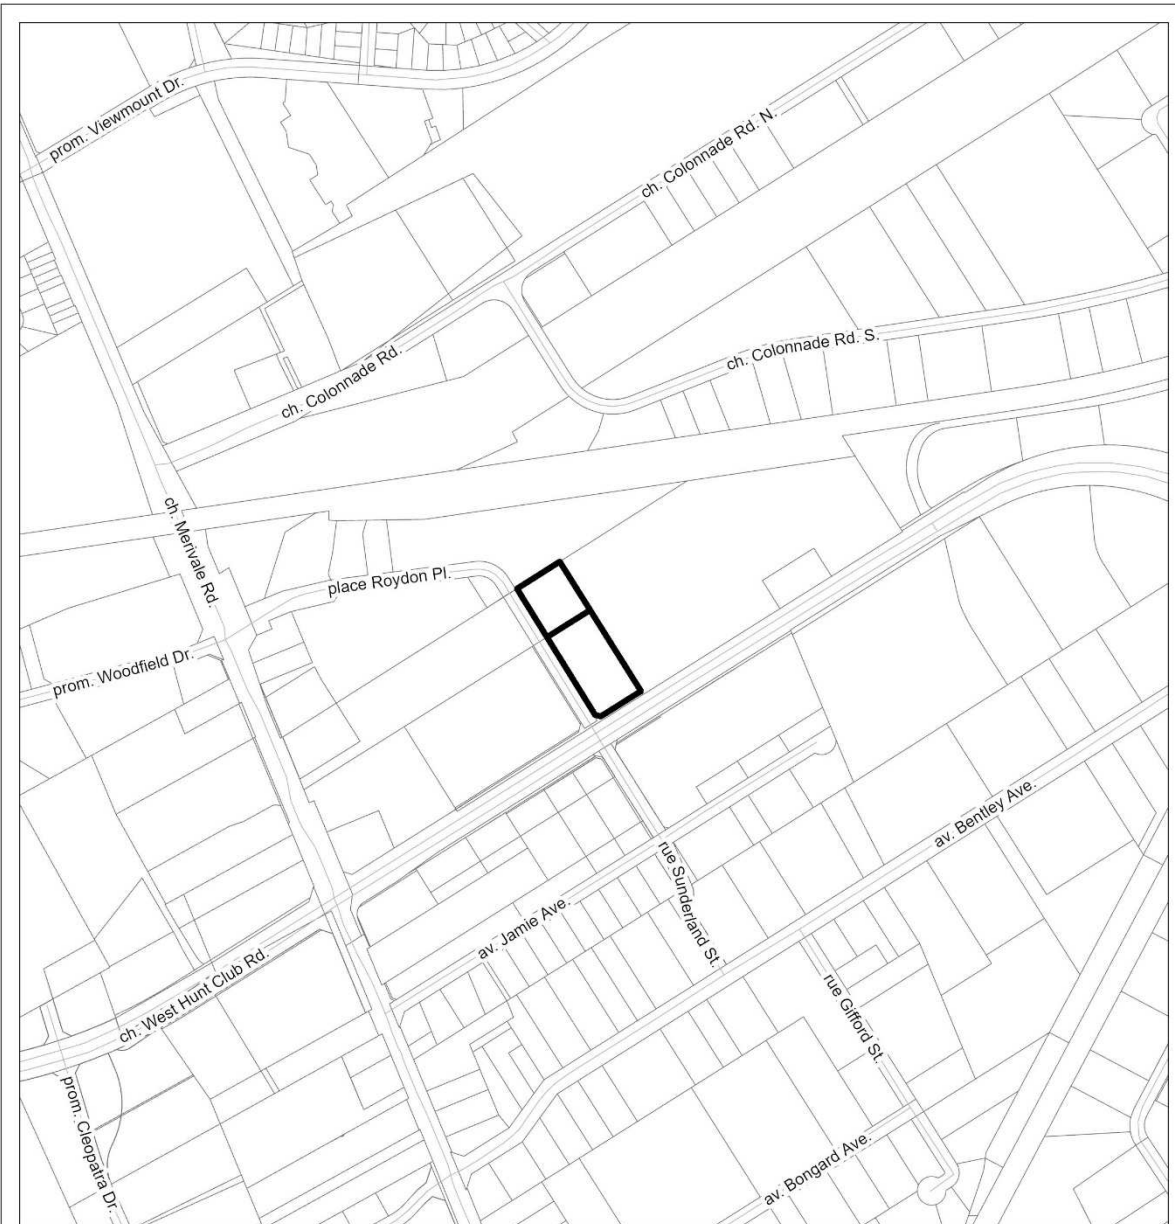 prom. Viewmount Dr.
ch. Colonnade Rd. N.
ch. Colonnade Rd. S.
ch. Colonnade Rd.
ch. Merivale Rd.
place Roydon Pl.
prom. Woodfield Dr.
av. Bentley Ave.
rue Sunderland St.
av. Jamie Ave.
ch. West Hunt Club Rd.
rue Gifford St.
prom. Cleopatra Dr.
av. Bongard Ave.